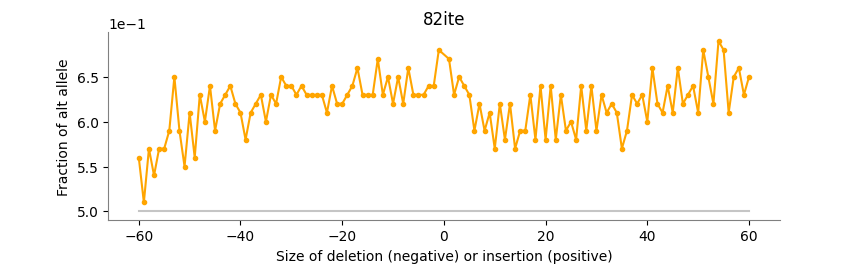 82ite
1e−1
6.5
6.0
5.5
5.0
Fraction of alt allele
−60 −40 −20 0 20 40 60
Size of deletion (negative) or insertion (positive)